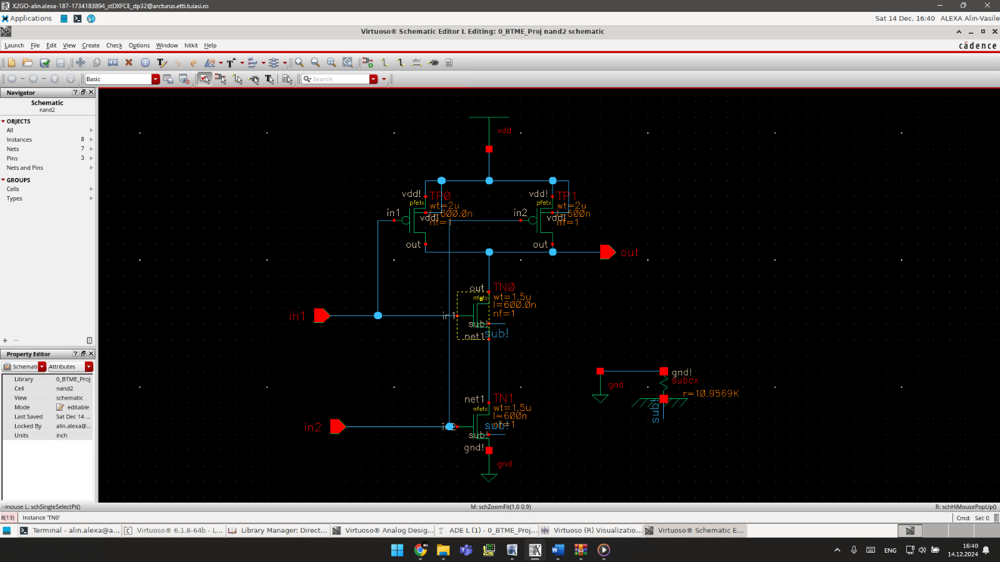 X2GO-alin.alexa-187-1734183894_stDXFCE_dp32@arcturus.etti.tuiasi.ro
Applications
Sat 14 Dec, 16:40 ALEXA Alin-Vasile
Virtuoso® Schematic Editor L Editing: 0_BTME_Proj nand2 schematic
Launch File Edit View Create Check Options Window hitkit Help
cādence
abc
Basic
Search
Navigator
Schematic
nand2
OBJECTS
All
Instances 8
Nets 7
Pins 3
Nets and Pins
GROUPS
Cells
Types
Property Editor
Schemati Attributes
Library 0_BTME_Proj
Cell nand2
View schematic
Mode editable
Last Saved Sat Dec 14 ...
Locked By alin.alexa@...
Units inch
vdd
vdd! TP0
pfetx wt=2u
in1 l=600.0n
vdd! nf=1
out
vdd! TP1
pfetx wt=2u
in2 l=600n
vdd! nf=1
out
out
out TN0
nfetx wt=1.5u
l=600.0n
in1 in1 nf=1
sub!
net1 sub!
gnd!
gnd subox
r=10.9569K
sub!
net1 TN1
nfetx wt=1.5u
l=600n
in2 in2 sub! nf=1
sub!
gnd!
gnd
mouse L: schSingleSelectPt() M: schZoomFit(1.0 0.9) R: schHiMousePopUp()
8(13) Instance 'TN0' Cmd: Sel: 0
Terminal - alin.alexa@a... Virtuoso® 6.1.8-64b - L... Library Manager: Direct... Virtuoso® Analog Desig... ADE L (1) - 0_BTME_Proj... Virtuoso (R) Visualizatio... Virtuoso® Schematic E...
ENG
16:40
14.12.2024